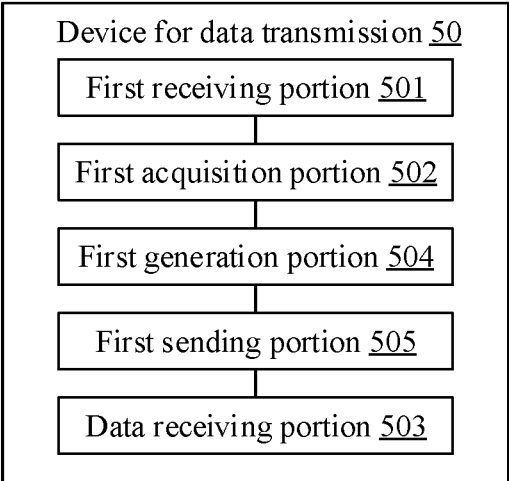 Device for data transmission 50
First receiving portion 501
First acquisition portion 502
First generation portion 504
First sending portion 505
Data receiving portion 503